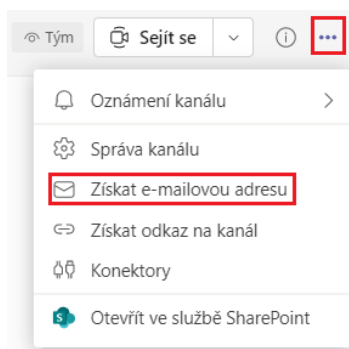 Tým Sejít se
Oznámení kanálu
Správa kanálu
Získat e-mailovou adresu
Získat odkaz na kanál
Konektory
Otevřít ve službě SharePoint